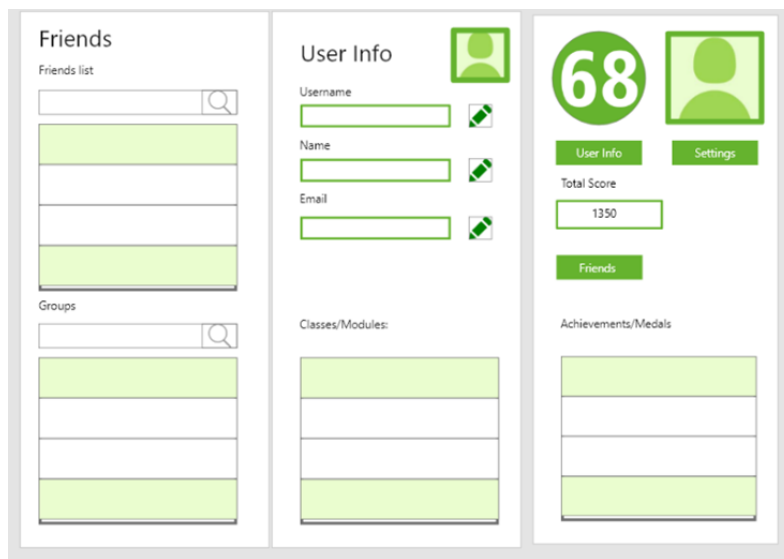 Friends
Friends list
Groups
User Info
Username
Name
Email
Classes/Modules:
68
User Info
Settings
Total Score
1350
Friends
Achievements/Medals